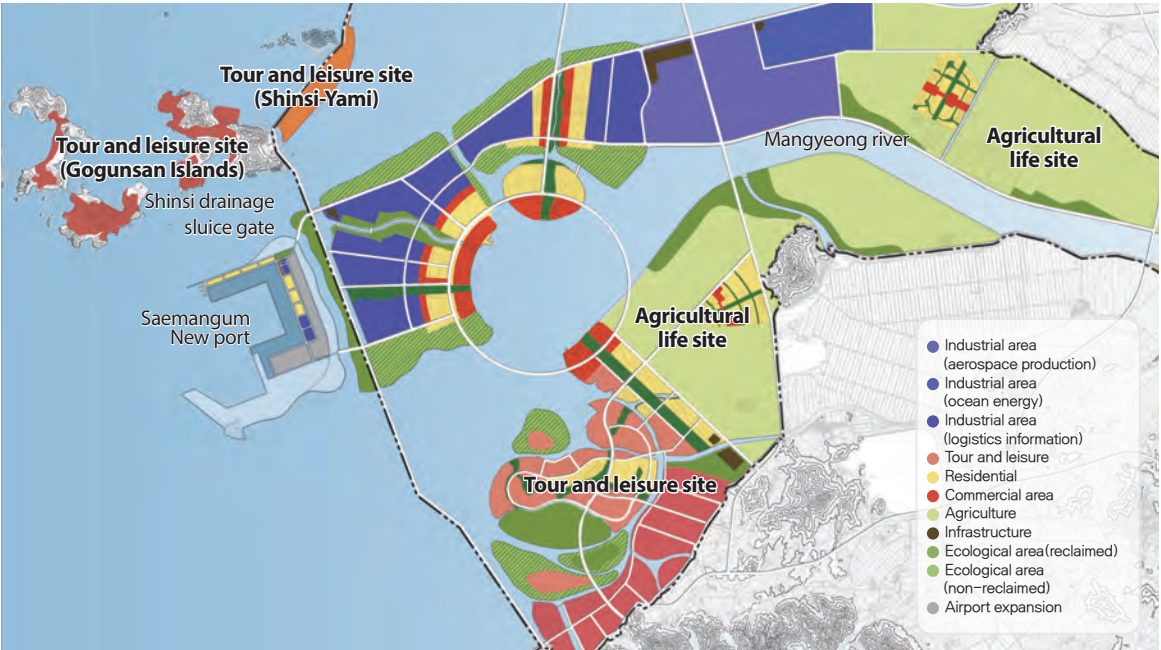 Tour and leisure site
(Shinsi-Yami)
Tour and leisure site
(Gogunsan Islands)
Shinsi drainage
sluice gate
Saemangum
New port
Mangyeong river
Agricultural
life site
Agricultural
life site
Tour and leisure site
Industrial area
(aerospace production)
Industrial area
(ocean energy)
Industrial area
(logistics information)
Tour and leisure
Residential
Commercial area
Agriculture
Infrastructure
Ecological area(reclaimed)
Ecological area
(non-reclaimed)
Airport expansion